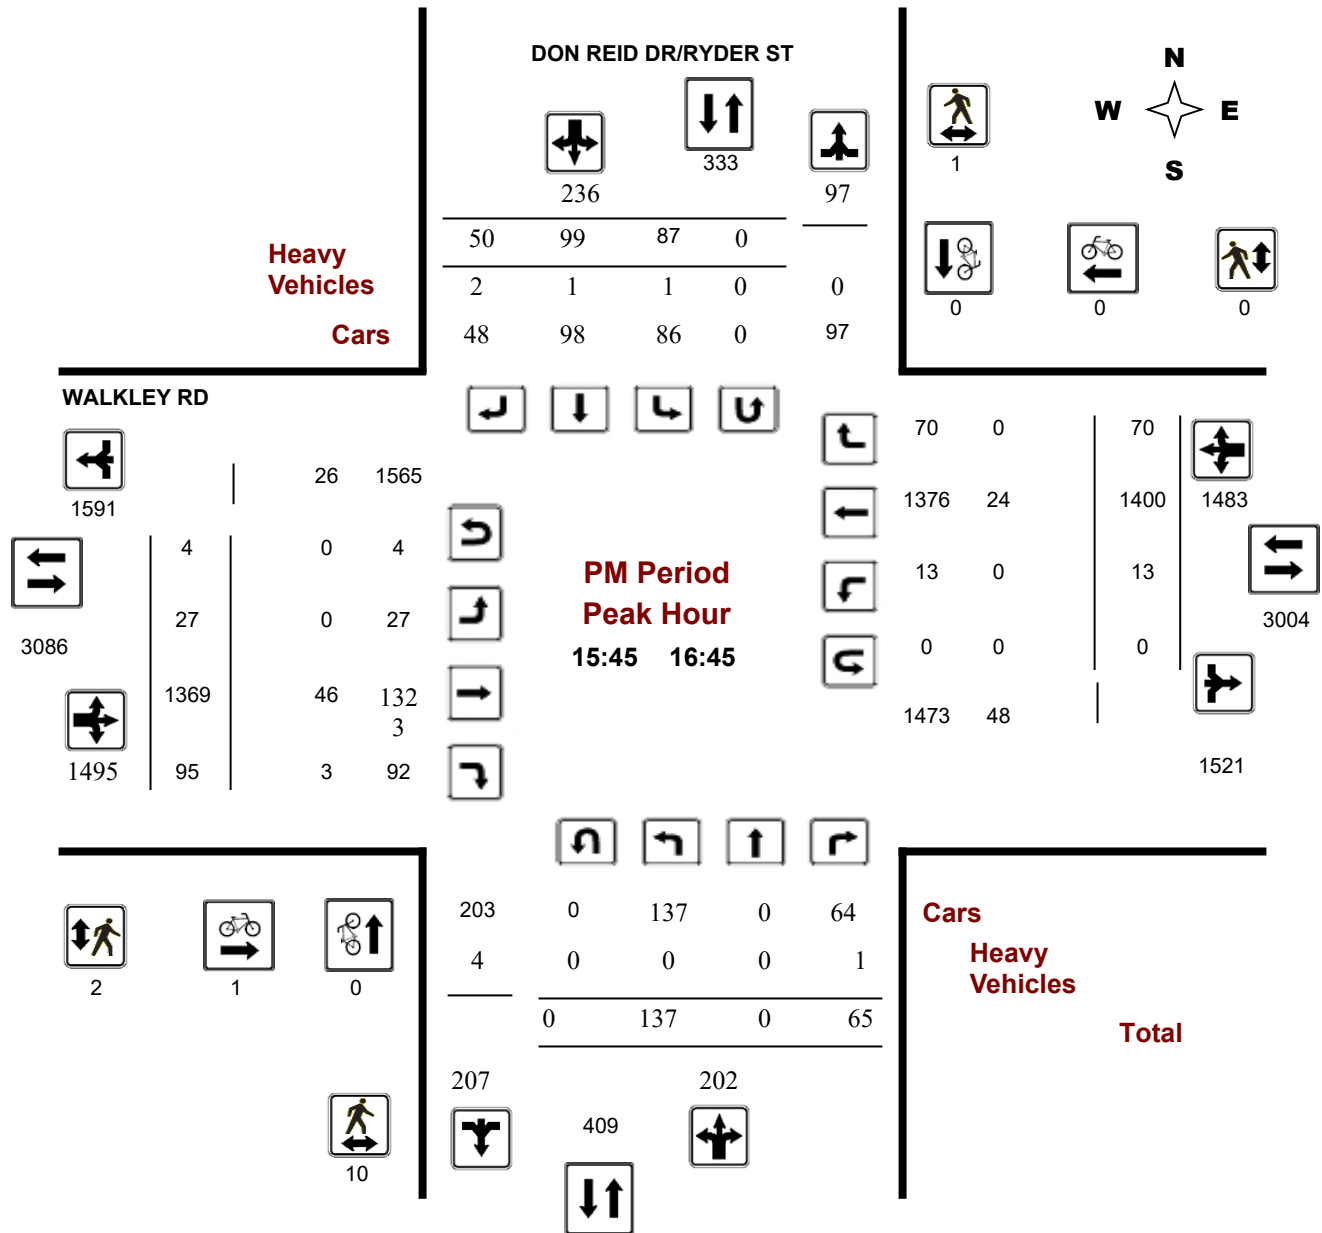 DON REID DR/RYDER ST
N
W E
S
333
236 97
1
50 99 87 0
Heavy
Vehicles 2 1 1 0 0
0 0 0
Cars 48 98 86 0 97
WALKLEY RD
70 0 70
26 1565
1591
1376 24 1400 1483
4 0 4
PM Period
13 0 13
Peak Hour
27 0 27
3004
3086
15:45 16:45
0 0 0
1369 46 132
3
1473 48
1495 95 3 92
1521
203 0 137 0 64
Cars
4 0 0 0 1
Heavy
Vehicles
2 1 0
0 137 0 65
Total
207 202
409
10